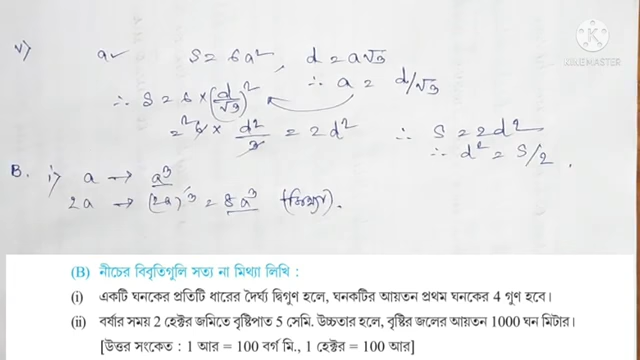 v) a S = 6a², d = a√3
∴ a = d/√3
∴ S = 6 × (d/√3)²
= ²6 × d²/3 = 2d² ∴ S = 2d²
∴ d² = S/2.
B. i) a → a³
2a → (2a)³ = 8a³ (মিথ্যা).
KINEMASTER
(B) নীচের বিবৃতিগুলি সত্য না মিথ্যা লিখি :
(i) একটি ঘনকের প্রতিটি ধারের দৈর্ঘ্য দ্বিগুণ হলে, ঘনকটির আয়তন প্রথম ঘনকের 4 গুণ হবে।
(ii) বর্ষার সময় 2 হেক্টর জমিতে বৃষ্টিপাত 5 সেমি. উচ্চতার হলে, বৃষ্টির জলের আয়তন 1000 ঘন মিটার।
[উত্তর সংকেত : 1 আর = 100 বর্গ মি., 1 হেক্টর = 100 আর]